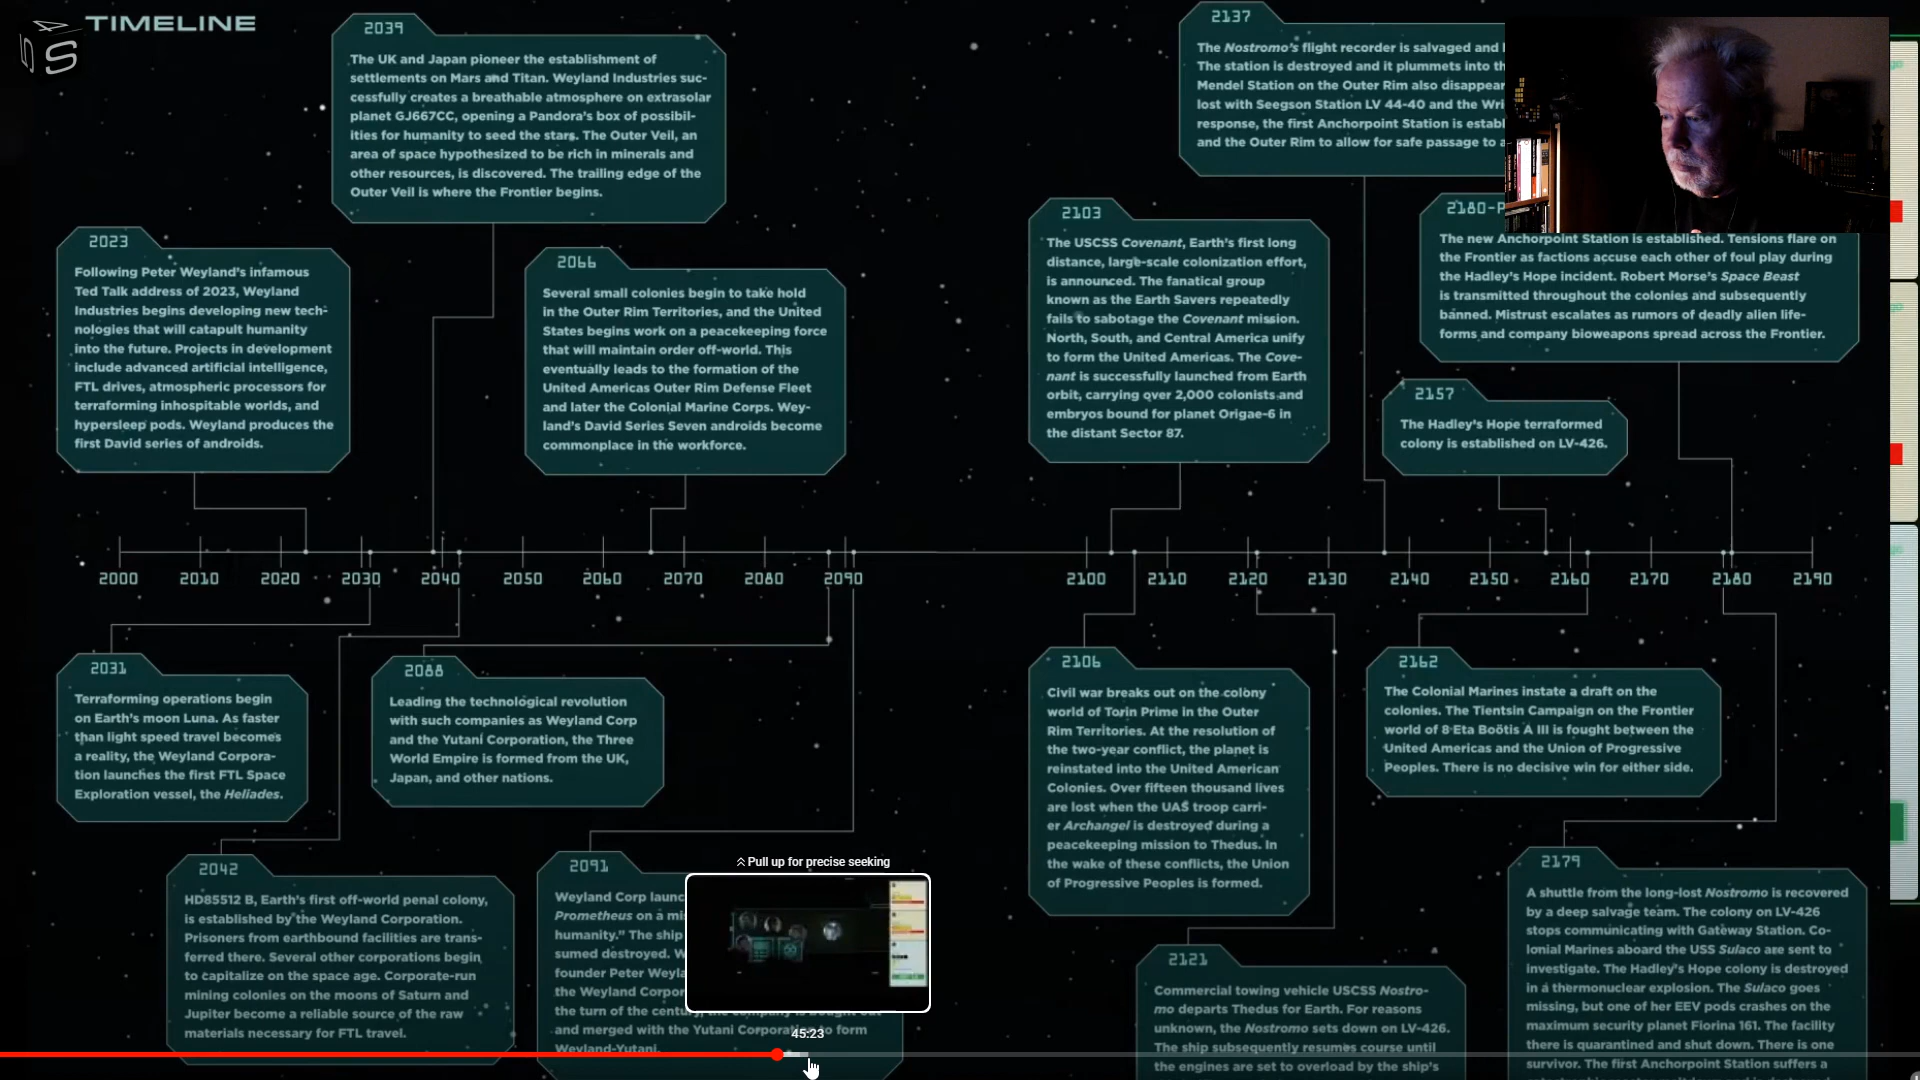 TIMELINE
2039
The UK and Japan pioneer the establishment of
settlements on Mars and Titan. Weyland Industries suc-
cessfully creates a breathable atmosphere on extrasolar
planet GJ667CC, opening a Pandora's box of possibil-
ities for humanity to seed the stars. The Outer Veil, an
area of space hypothesized to be rich in minerals and
other resources, is discovered. The trailing edge of the
Outer Veil is where the Frontier begins.
2137
The Nostromo's flight recorder is salvaged and
The station is destroyed and it plummets into th
Mendel Station on the Outer Rim also disappear
lost with Seegson Station LV 44-40 and the Wri
response, the first Anchorpoint Station is establ
and the Outer Rim to allow for safe passage to a
2023
Following Peter Weyland's infamous
Ted Talk address of 2023, Weyland
Industries begins developing new tech-
nologies that will catapult humanity
into the future. Projects in development
include advanced artificial intelligence,
FTL drives, atmospheric processors for
terraforming inhospitable worlds, and
hypersleep pods. Weyland produces the
first David series of androids.
2066
Several small colonies begin to take hold
in the Outer Rim Territories, and the United
States begins work on a peacekeeping force
that will maintain order off-world. This
eventually leads to the formation of the
United Americas Outer Rim Defense Fleet
and later the Colonial Marine Corps. Wey-
land's David Series Seven androids become
commonplace in the workforce.
2103
The USCSS Covenant, Earth's first long
distance, large-scale colonization effort,
is announced. The fanatical group
known as the Earth Savers repeatedly
fails to sabotage the Covenant mission.
North, South, and Central America unify
to form the United Americas. The Cove-
nant is successfully launched from Earth
orbit, carrying over 2,000 colonists and
embryos bound for planet Origae-6 in
the distant Sector 87.
2180-P
The new Anchorpoint Station is established. Tensions flare on
the Frontier as factions accuse each other of foul play during
the Hadley's Hope incident. Robert Morse's Space Beast
is transmitted throughout the colonies and subsequently
banned. Mistrust escalates as rumors of deadly alien life-
forms and company bioweapons spread across the Frontier.
2157
The Hadley's Hope terraformed
colony is established on LV-426.
2000 2010 2020 2030 2040 2050 2060 2070 2080 2090 2100 2110 2120 2130 2140 2150 2160 2170 2180 2190
2031
Terraforming operations begin
on Earth's moon Luna. As faster
than light speed travel becomes
a reality, the Weyland Corpora-
tion launches the first FTL Space
Exploration vessel, the Heliades.
2088
Leading the technological revolution
with such companies as Weyland Corp
and the Yutani Corporation, the Three
World Empire is formed from the UK,
Japan, and other nations.
2106
Civil war breaks out on the colony
world of Torin Prime in the Outer
Rim Territories. At the resolution of
the two-year conflict, the planet is
reinstated into the United American
Colonies. Over fifteen thousand lives
are lost when the UAS troop carri-
er Archangel is destroyed during a
peacekeeping mission to Thedus. In
the wake of these conflicts, the Union
of Progressive Peoples is formed.
2162
The Colonial Marines instate a draft on the
colonies. The Tientsin Campaign on the Frontier
world of 8 Eta Boötis A III is fought between the
United Americas and the Union of Progressive
Peoples. There is no decisive win for either side.
2042
HD85512 B, Earth's first off-world penal colony,
is established by the Weyland Corporation.
Prisoners from earthbound facilities are trans-
ferred there. Several other corporations begin
to capitalize on the space age. Corporate-run
mining colonies on the moons of Saturn and
Jupiter become a reliable source of the raw
materials necessary for FTL travel.
2091
Weyland Corp launc
Prometheus on a mi
humanity." The ship
sumed destroyed. W
founder Peter Weyla
the Weyland Corpor
the turn of the century, the company is bought out
and merged with the Yutani Corporation to form
Weyland-Yutani.
Pull up for precise seeking
45:23
2121
Commercial towing vehicle USCSS Nostro-
mo departs Thedus for Earth. For reasons
unknown, the Nostromo sets down on LV-426.
The ship subsequently resumes course until
the engines are set to overload by the ship's
2179
A shuttle from the long-lost Nostromo is recovered
by a deep salvage team. The colony on LV-426
stops communicating with Gateway Station. Co-
lonial Marines aboard the USS Sulaco are sent to
investigate. The Hadley's Hope colony is destroyed
in a thermonuclear explosion. The Sulaco goes
missing, but one of her EEV pods crashes on the
maximum security planet Fiorina 161. The facility
there is quarantined and shut down. There is one
survivor. The first Anchorpoint Station suffers a